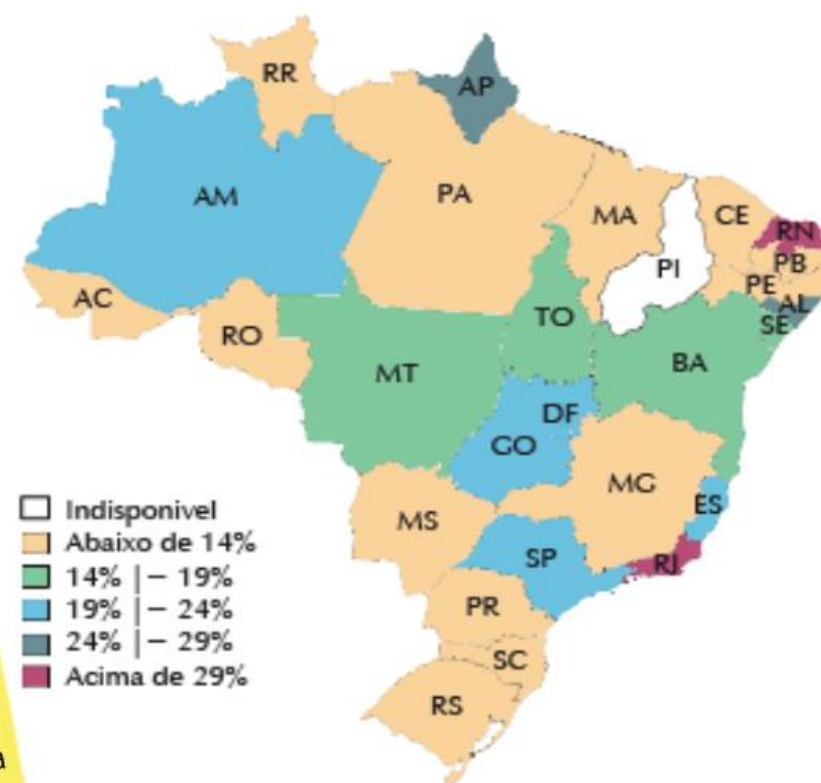 RR
AP
AM
PA
MA
CE
RN
PB
PI
PE
AL
SE
AC
RO
TO
BA
MT
DF
GO
MG
ES
MS
SP
RJ
PR
SC
RS
Indisponivel
Abaixo de 14%
14% |− 19%
19% |− 24%
24% |− 29%
Acima de 29%
a